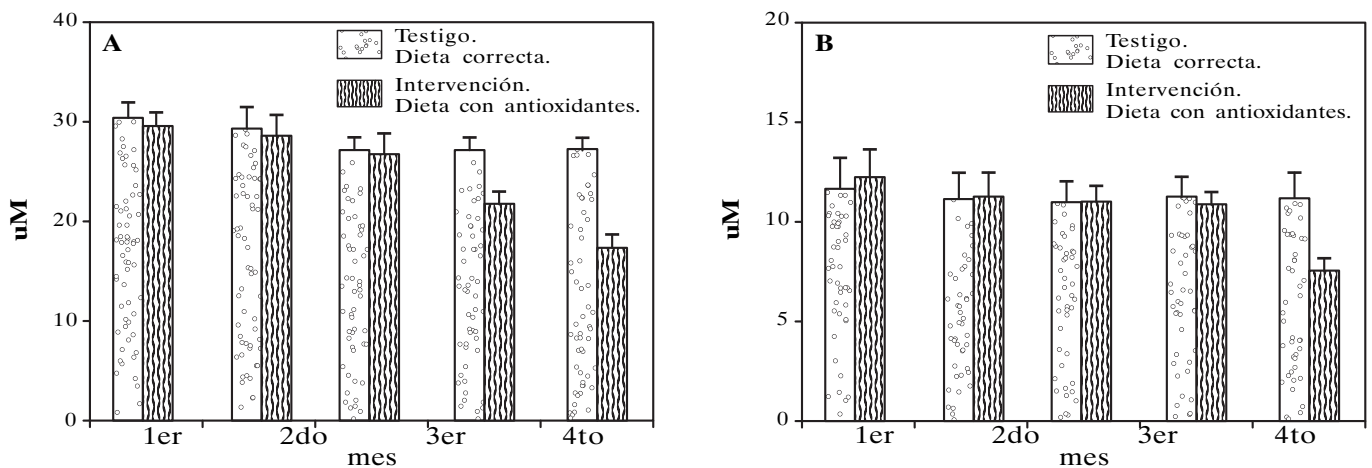 A
Testigo.
Dieta correcta.
Intervención.
Dieta con antioxidantes.
40
30
20
10
0
uM
1er 2do 3er 4to
mes
B
Testigo.
Dieta correcta.
Intervención.
Dieta con antioxidantes.
20
15
10
5
0
uM
1er 2do 3er 4to
mes